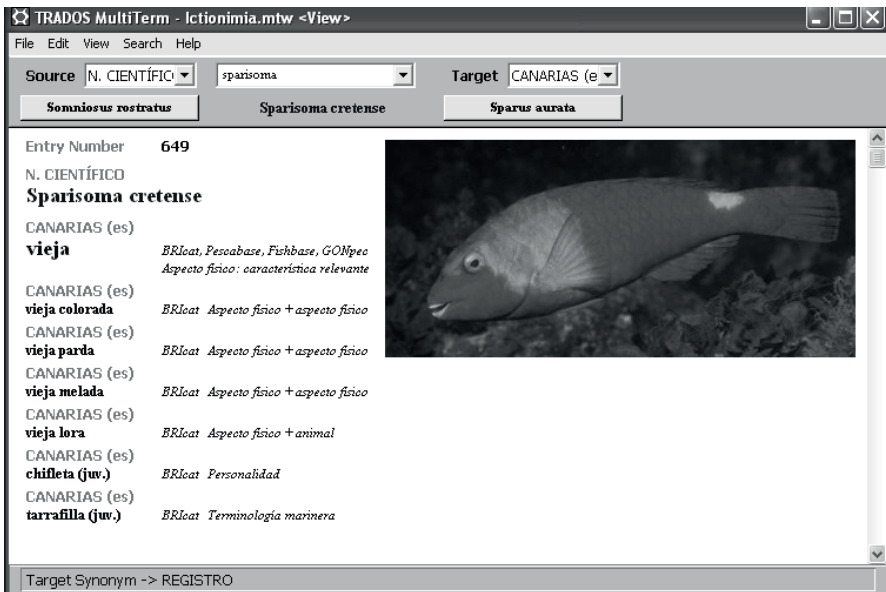 TRADOS MultiTerm - Ictionimia.mtw <View>
File Edit View Search Help
Source N. CIENTÍFIC sparisoma Target CANARIAS (e
Somniosus rostratus Sparisoma cretense Sparus aurata
Entry Number 649
N. CIENTÍFICO
Sparisoma cretense
CANARIAS (es)
vieja BRIcat, Pescabase, Fishbase, GONpec
Aspecto físico: característica relevante
CANARIAS (es)
vieja colorada BRIcat Aspecto físico + aspecto físico
CANARIAS (es)
vieja parda BRIcat Aspecto físico + aspecto físico
CANARIAS (es)
vieja melada BRIcat Aspecto físico + aspecto físico
CANARIAS (es)
vieja lora BRIcat Aspecto físico + animal
CANARIAS (es)
chifleta (juv.) BRIcat Personalidad
CANARIAS (es)
tarrafilla (juv.) BRIcat Terminología marinera
Target Synonym -> REGISTRO